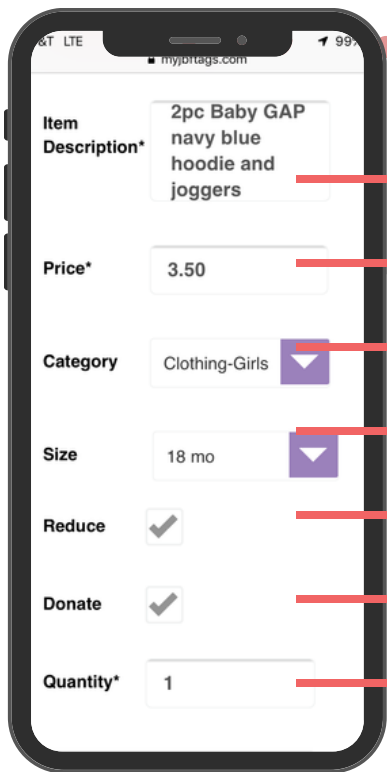 &T LTE 99%
myjbftags.com
Item
Description*
2pc Baby GAP
navy blue
hoodie and
joggers
Price*
3.50
Category
Clothing-Girls
Size
18 mo
Reduce
Donate
Quantity*
1